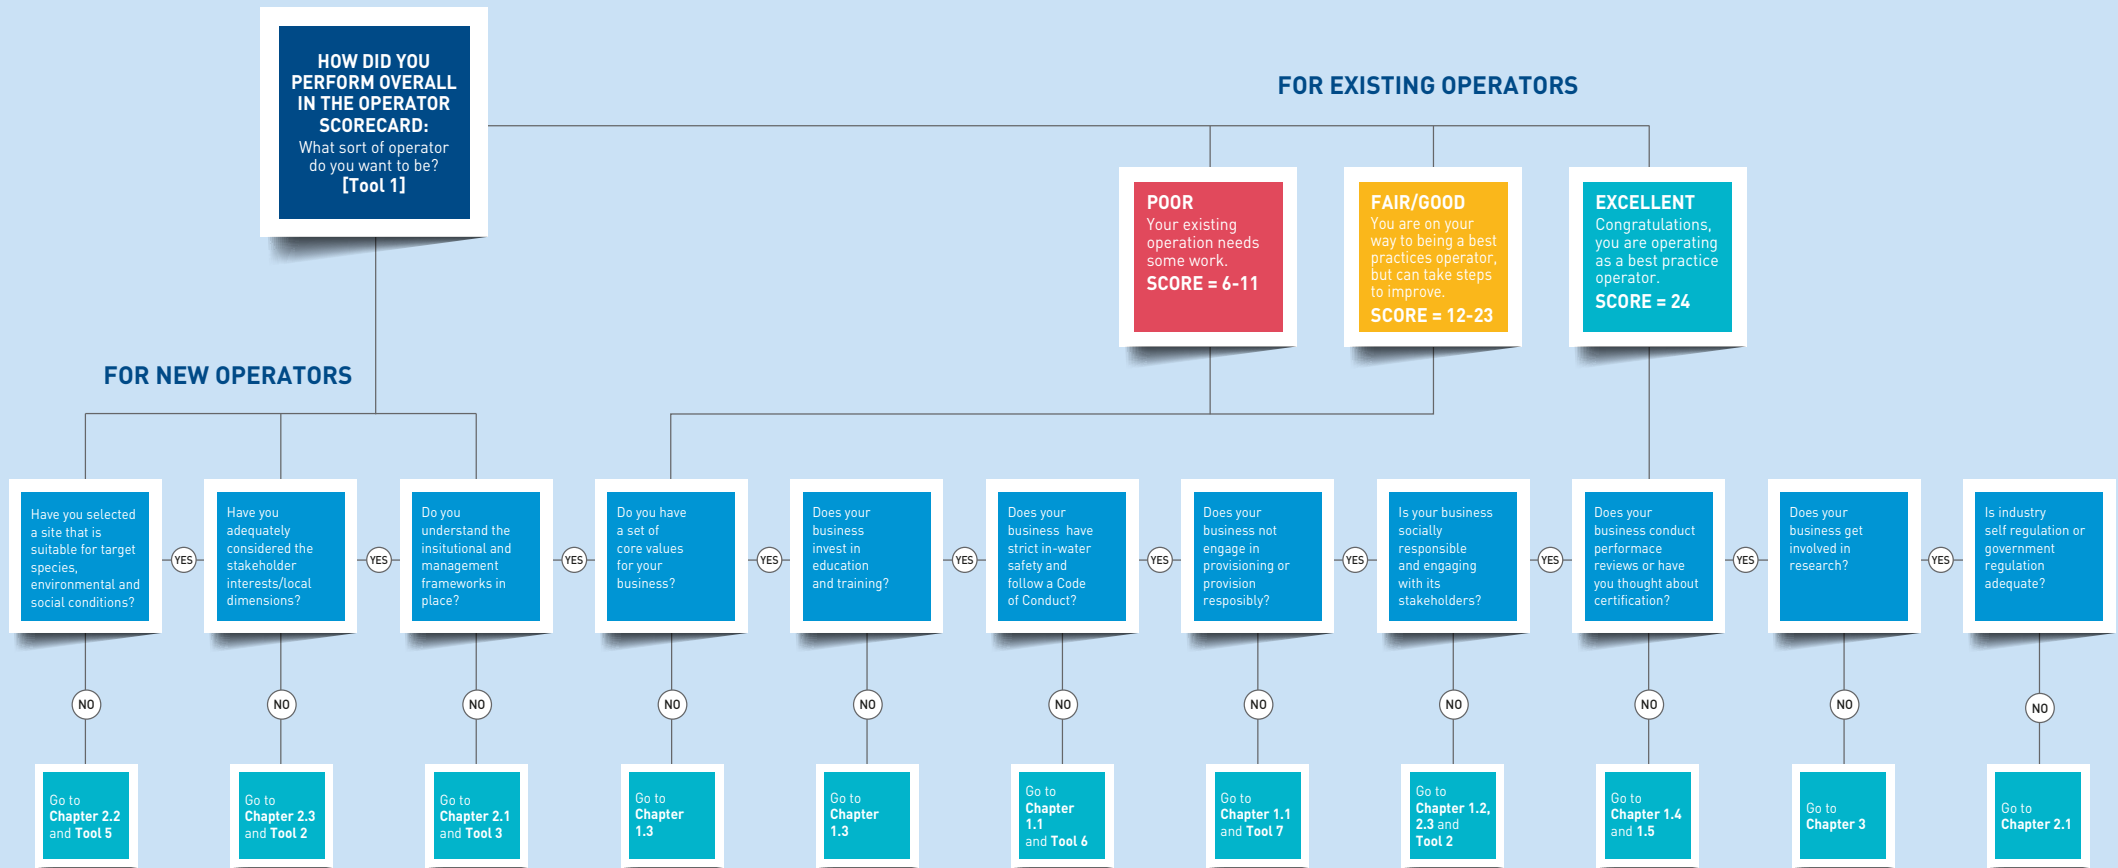 HOW DID YOU
PERFORM OVERALL
IN THE OPERATOR
SCORECARD:
What sort of operator
do you want to be?
[Tool 1]
FOR EXISTING OPERATORS
POOR
Your existing
operation needs
some work.
SCORE = 6-11
FAIR/GOOD
You are on your
way to being a best
practices operator,
but can take steps
to improve.
SCORE = 12-23
EXCELLENT
Congratulations,
you are operating
as a best practice
operator.
SCORE = 24
FOR NEW OPERATORS
Have you selected
a site that is
suitable for target
species,
environmental and
social conditions?
YES
Have you
adequately
considered the
stakeholder
interests/local
dimensions?
YES
Do you
understand the
insitutional and
management
frameworks in
place?
YES
Do you have
a set of
core values
for your
business?
YES
Does your
business
invest in
education
and training?
YES
Does your
business have
strict in-water
safety and
follow a Code
of Conduct?
YES
Does your
business not
engage in
provisioning or
provision
resposibly?
YES
Is your business
socially
responsible
and engaging
with its
stakeholders?
YES
Does your
business conduct
performace
reviews or have
you thought about
certification?
YES
Does your
business get
involved in
research?
YES
Is industry
self regulation or
government
regulation
adequate?
NO
NO
NO
NO
NO
NO
NO
NO
NO
NO
NO
Go to
Chapter 2.2
and Tool 5
Go to
Chapter 2.3
and Tool 2
Go to
Chapter 2.1
and Tool 3
Go to
Chapter
1.3
Go to
Chapter
1.3
Go to
Chapter
1.1
and Tool 6
Go to
Chapter 1.1
and Tool 7
Go to
Chapter 1.2,
2.3 and
Tool 2
Go to
Chapter 1.4
and 1.5
Go to
Chapter 3
Go to
Chapter 2.1